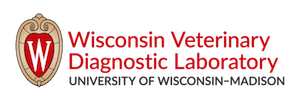 W
Wisconsin Veterinary
Diagnostic Laboratory
UNIVERSITY OF WISCONSIN–MADISON